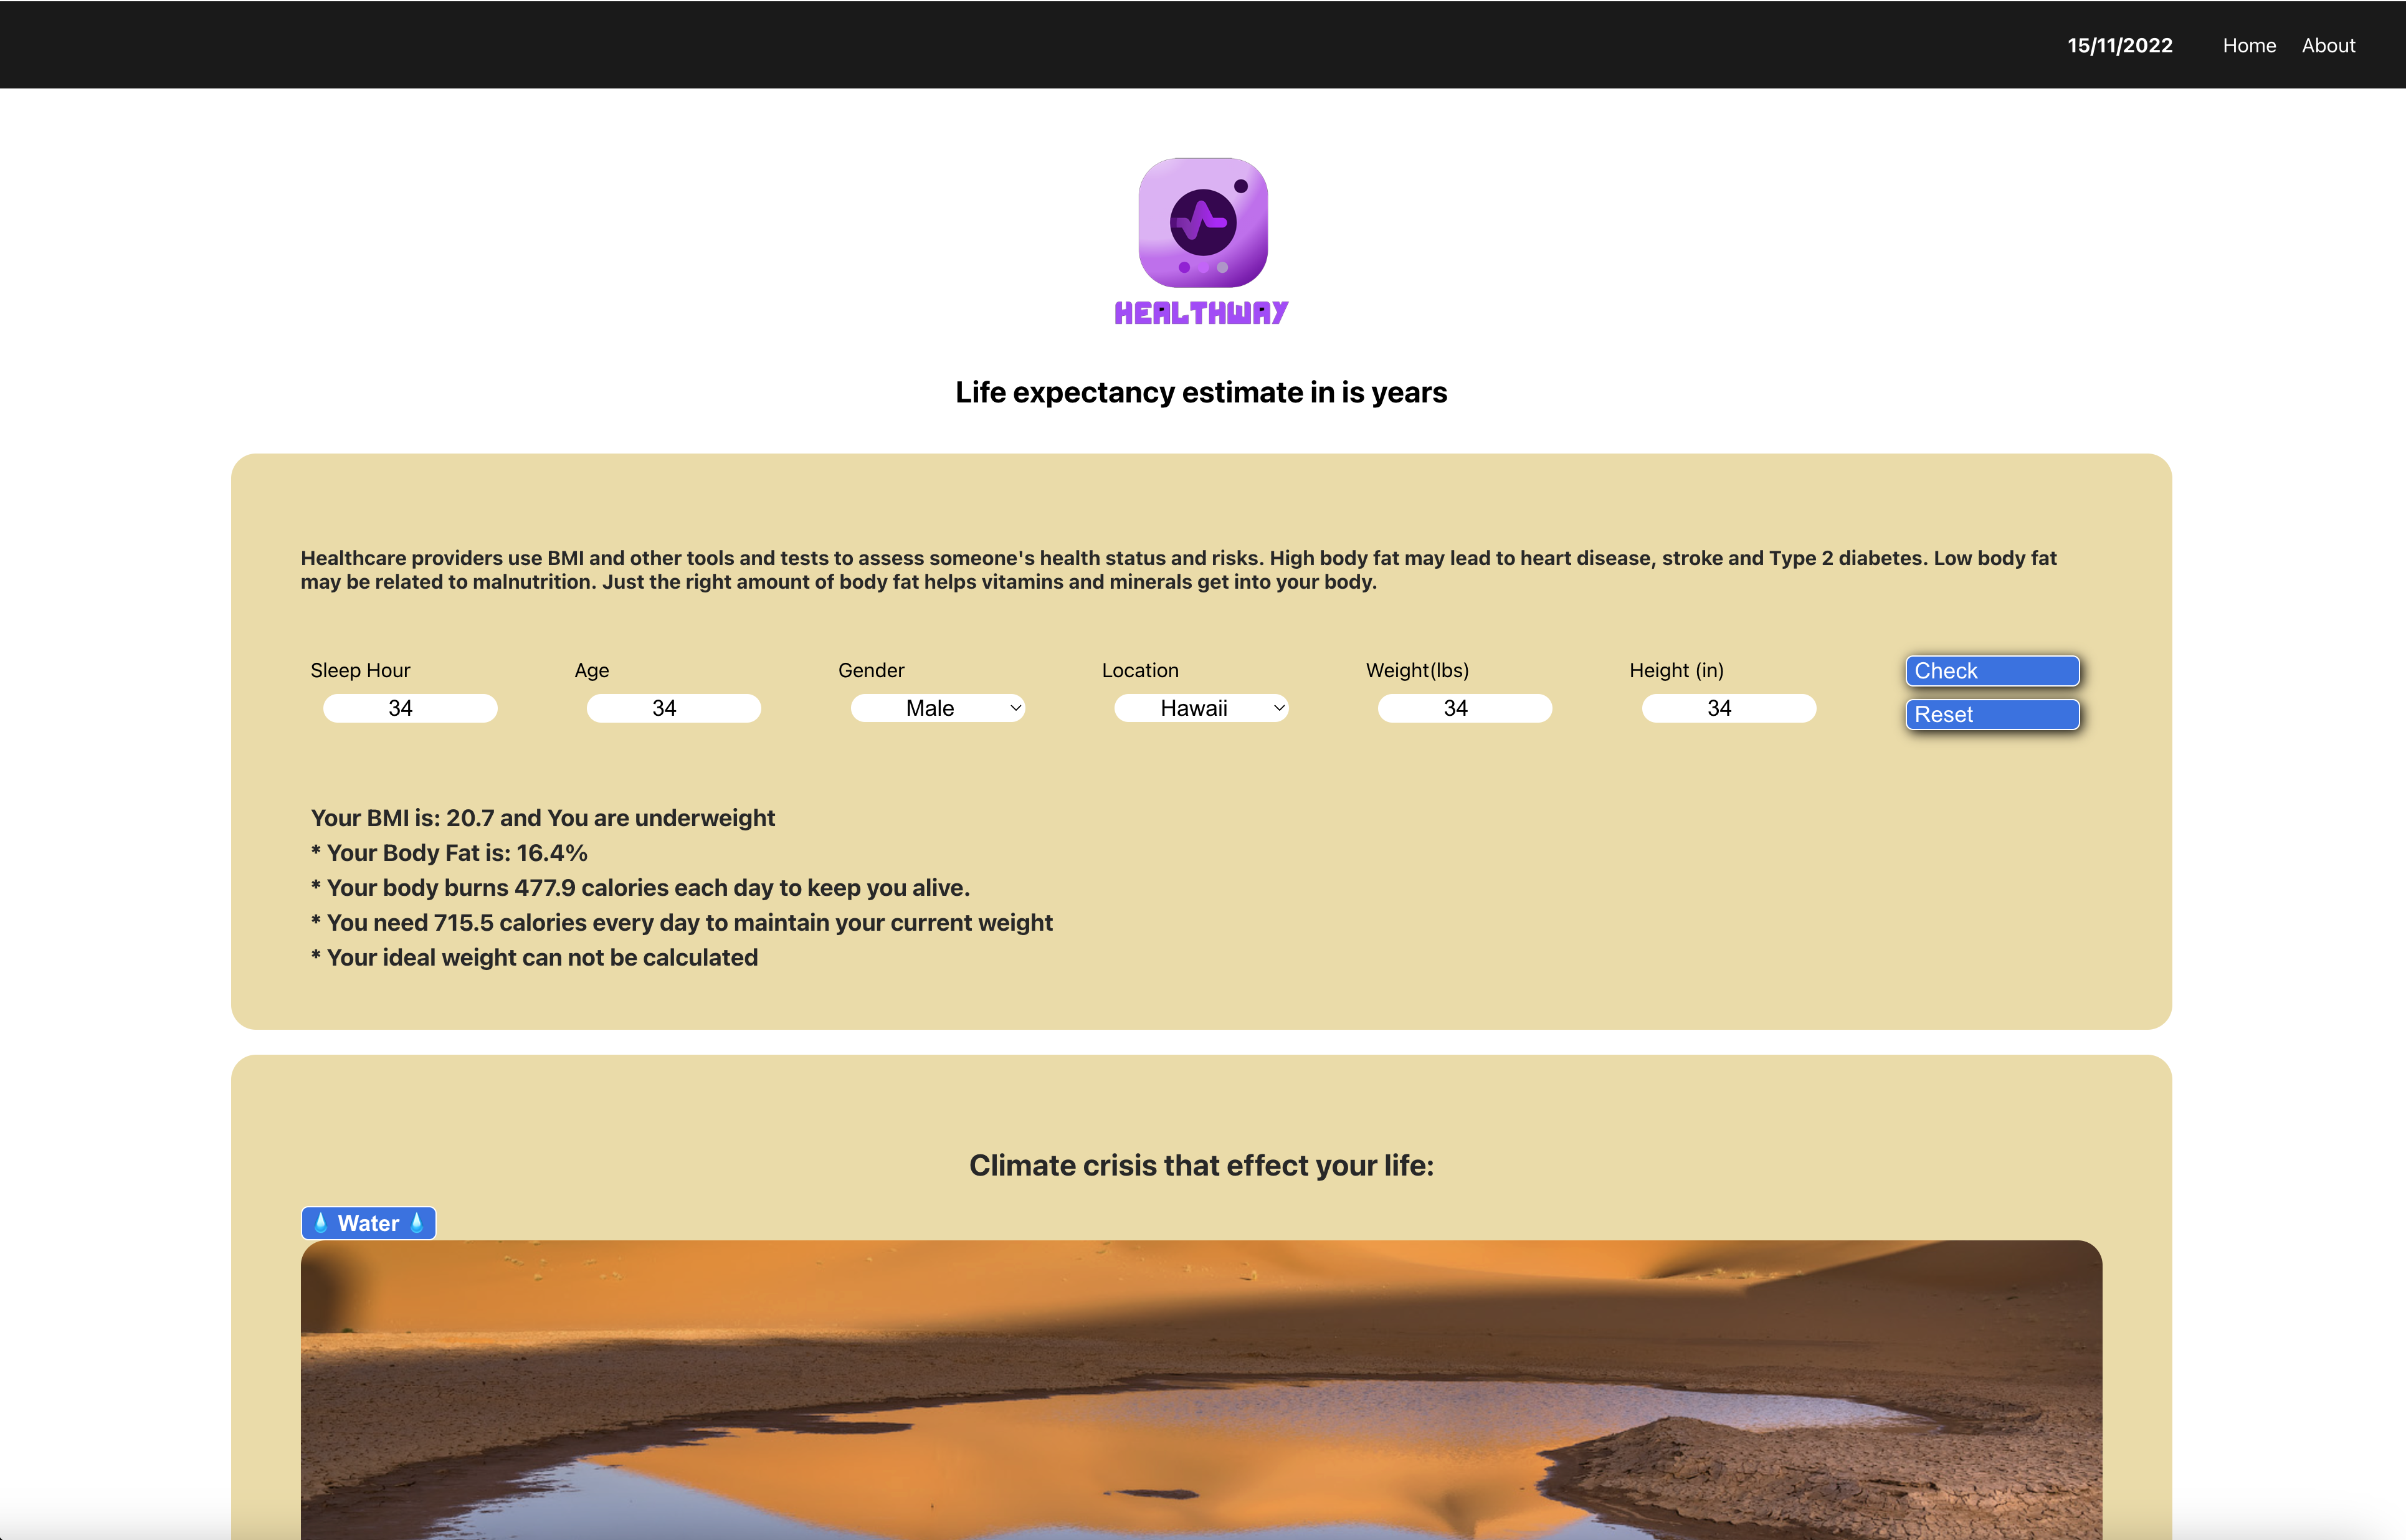 15/11/2022 Home About
HEALTHWAY
Life expectancy estimate in is years
Healthcare providers use BMI and other tools and tests to assess someone's health status and risks. High body fat may lead to heart disease, stroke and Type 2 diabetes. Low body fat
may be related to malnutrition. Just the right amount of body fat helps vitamins and minerals get into your body.
Sleep Hour Age Gender Location Weight(lbs) Height (in) Check
34 34 Male Hawaii 34 34 Reset
Your BMI is: 20.7 and You are underweight
* Your Body Fat is: 16.4%
* Your body burns 477.9 calories each day to keep you alive.
* You need 715.5 calories every day to maintain your current weight
* Your ideal weight can not be calculated
Climate crisis that effect your life:
💧 Water 💧